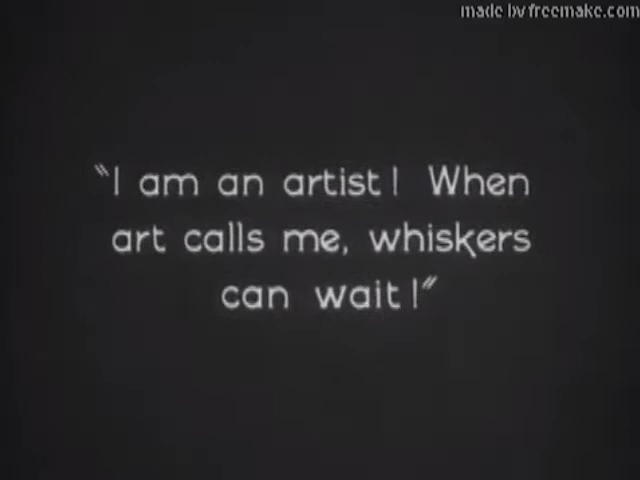 made by freemake.com
"I am an artist! When
art calls me, whiskers
can wait!"